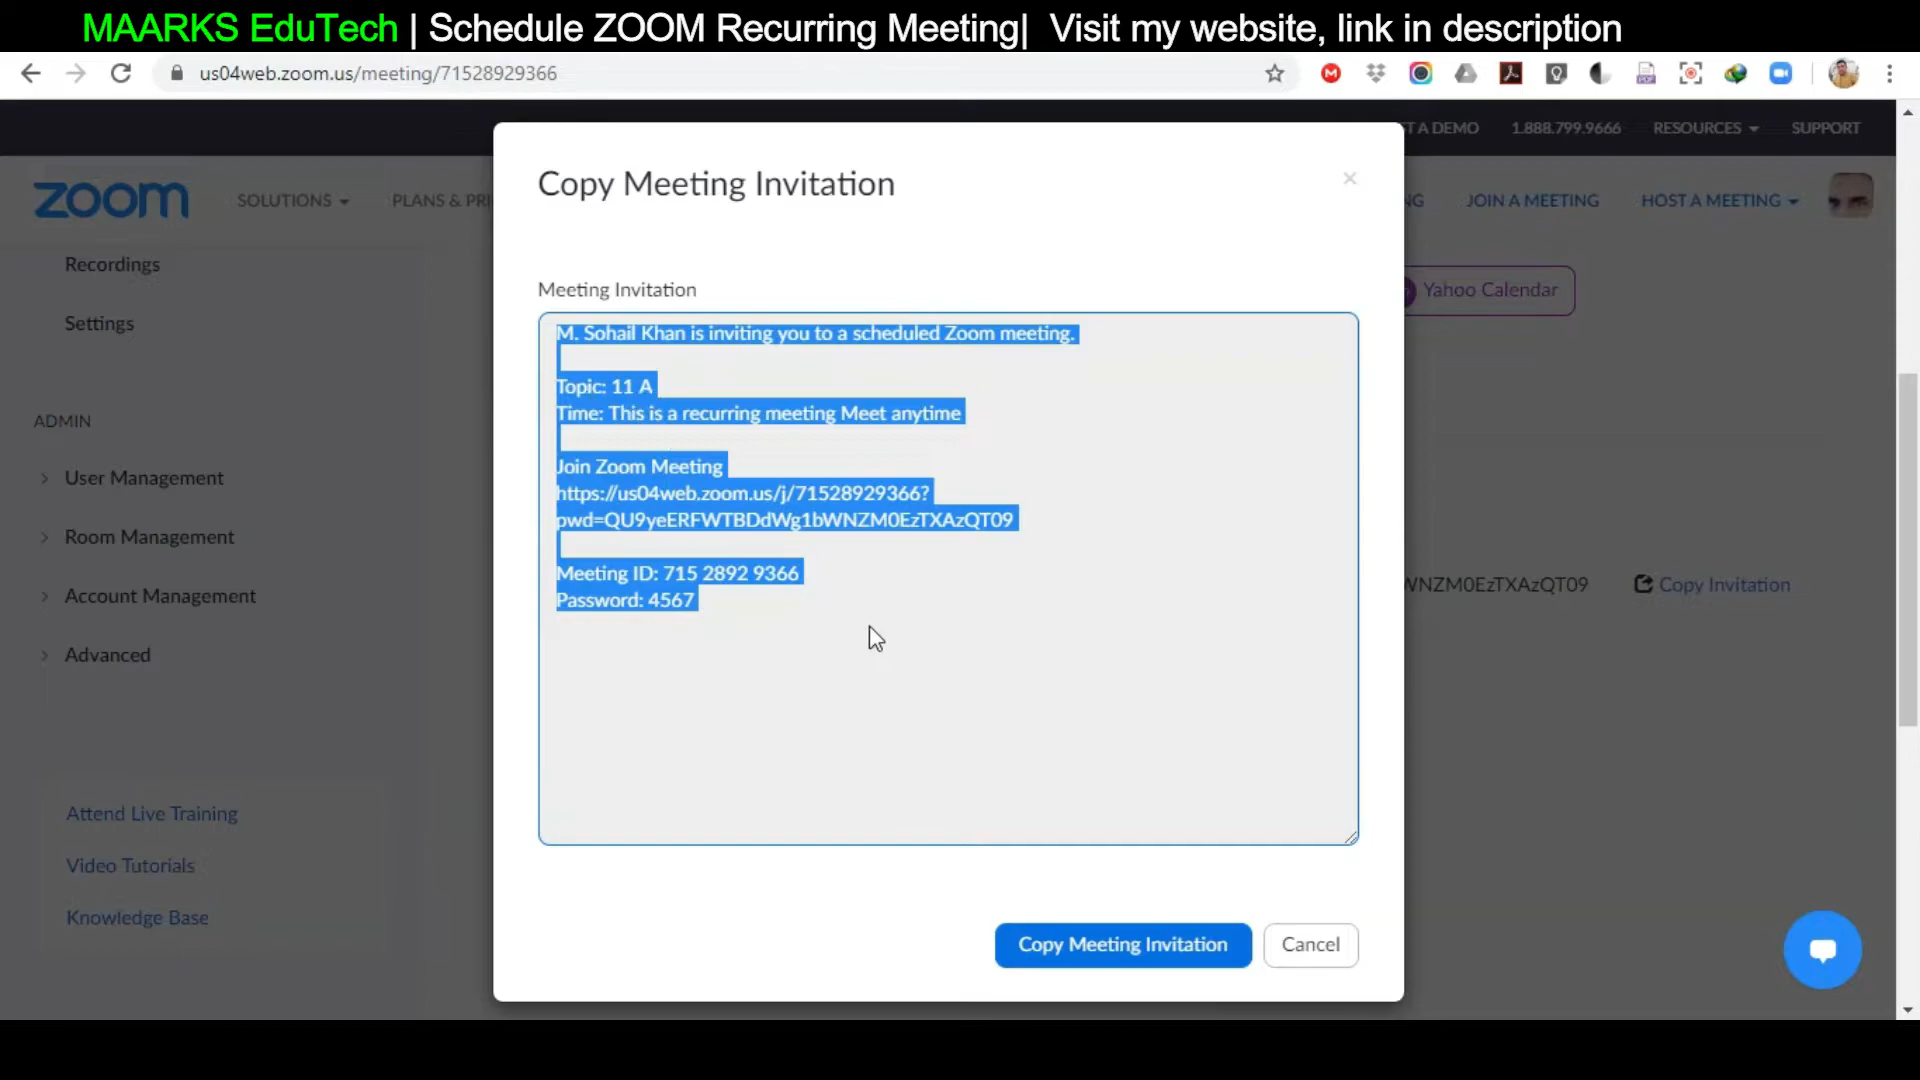 MAARKS EduTech | Schedule ZOOM Recurring Meeting| Visit my website, link in description
us04web.zoom.us/meeting/71528929366
T A DEMO 1.888.799.9666 RESOURCES SUPPORT
zoom SOLUTIONS PLANS & PRI NG JOIN A MEETING HOST A MEETING
Copy Meeting Invitation
Recordings
Settings
Yahoo Calendar
Meeting Invitation
M. Sohail Khan is inviting you to a scheduled Zoom meeting.
Topic: 11 A
Time: This is a recurring meeting Meet anytime
Join Zoom Meeting
https://us04web.zoom.us/j/71528929366?
pwd=QU9yeERFWTBDdWg1bWNZM0EzTXAzQT09
Meeting ID: 715 2892 9366
Password: 4567
WNZM0EzTXAzQT09 Copy Invitation
ADMIN
User Management
Room Management
Account Management
Advanced
Attend Live Training
Video Tutorials
Knowledge Base
Copy Meeting Invitation Cancel